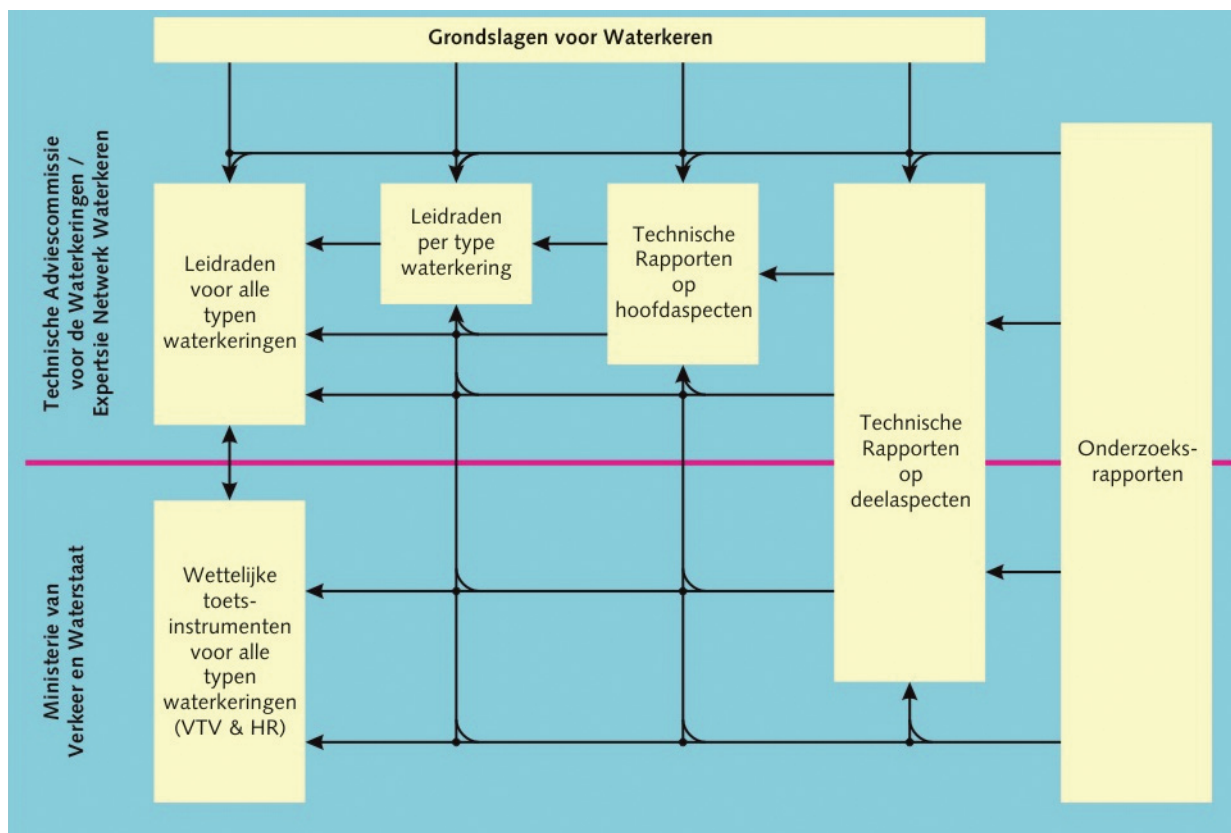 Grondslagen voor Waterkeren
Technische Adviescommissie
voor de Waterkeringen /
Expertsie Netwerk Waterkeren
Leidraden
voor alle
typen
waterkeringen
Leidraden
per type
waterkering
Technische
Rapporten
op
hoofdaspecten
Technische
Rapporten
op
deelaspecten
Onderzoeks-
rapporten
Ministerie van
Verkeer en Waterstaat
Wettelijke
toets-
instrumenten
voor alle
typen
waterkeringen
(VTV & HR)